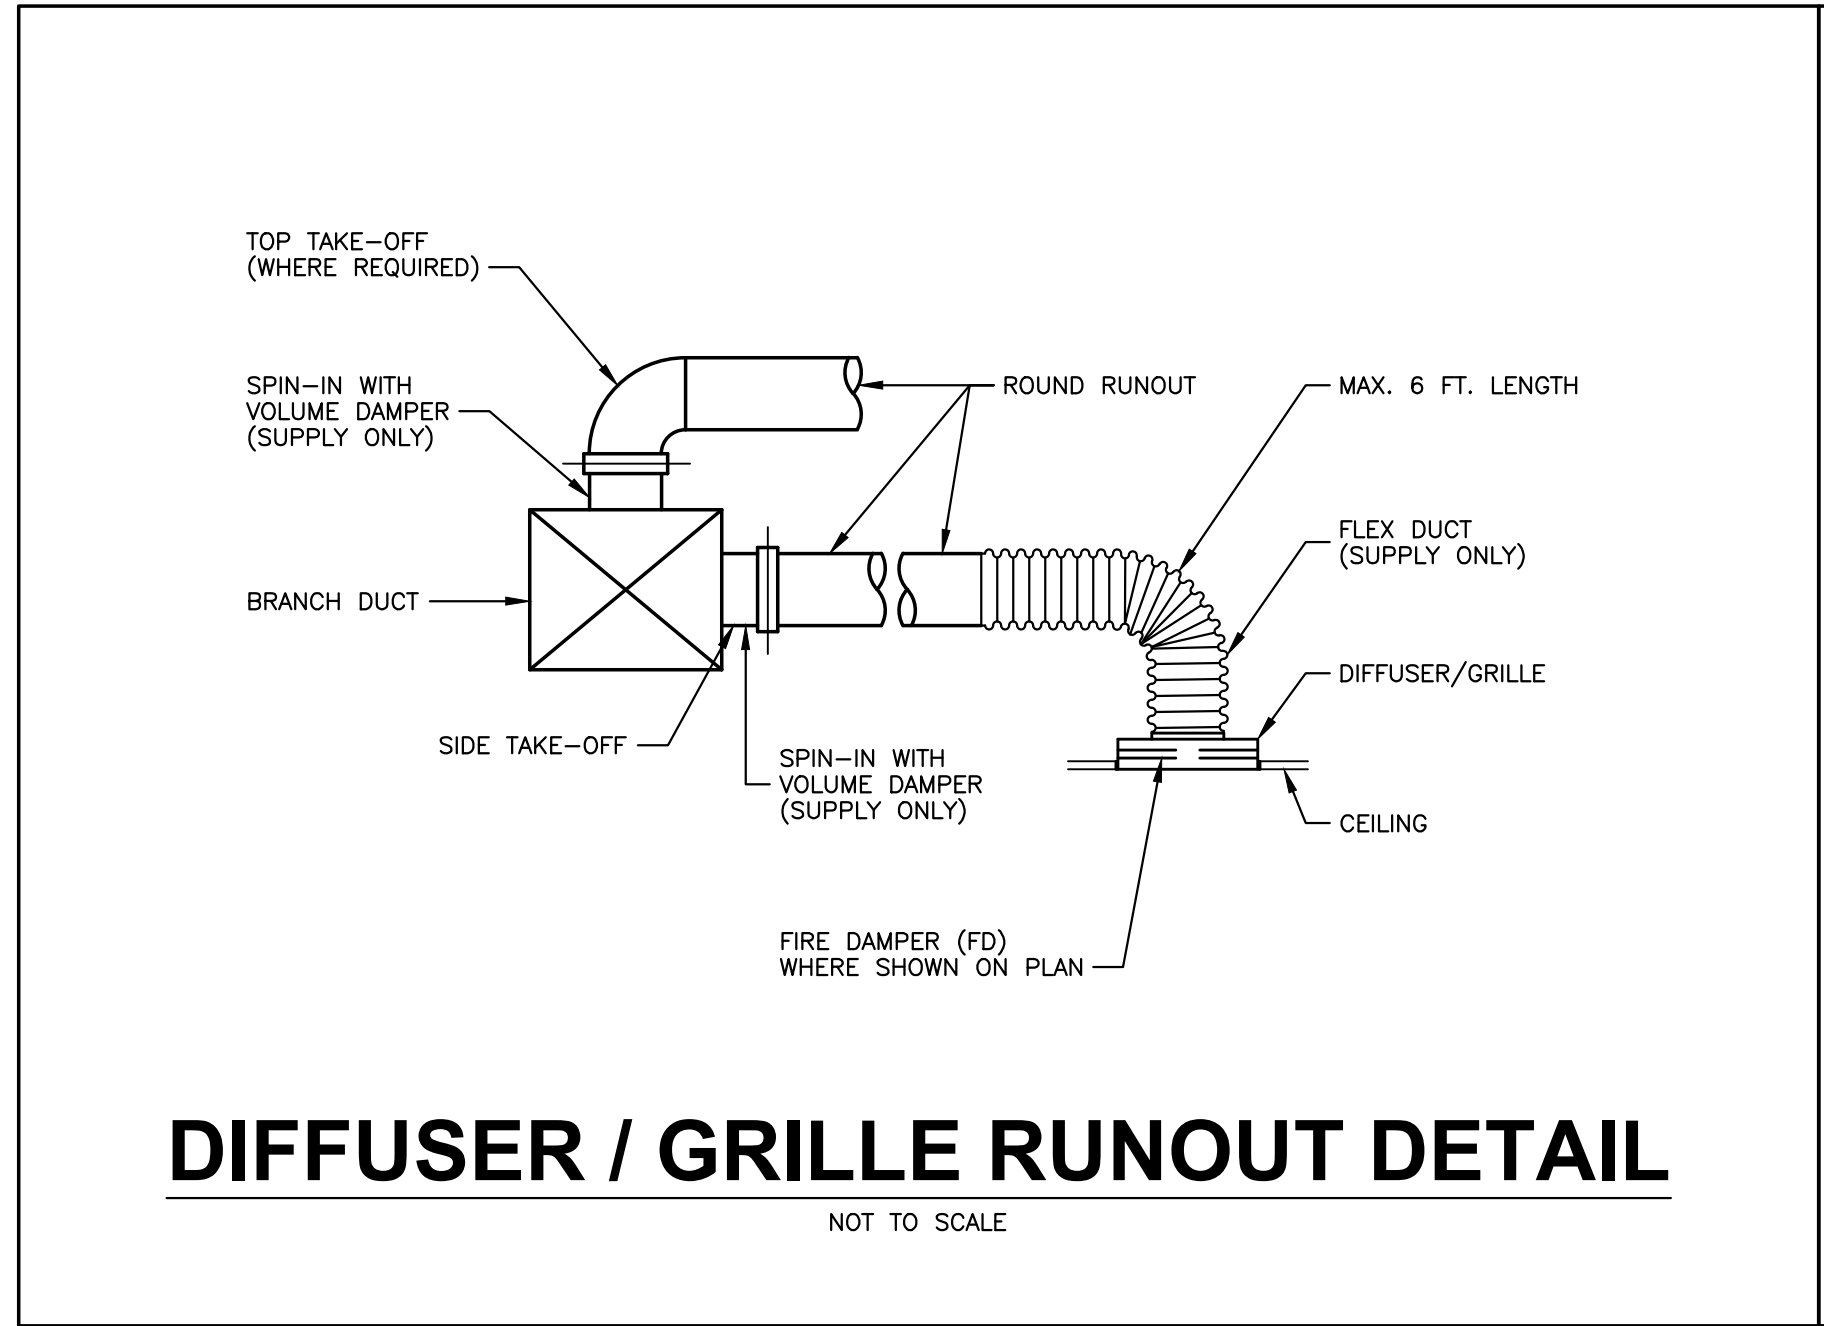 TOP TAKE-OFF
(WHERE REQUIRED)
SPIN-IN WITH
VOLUME DAMPER
(SUPPLY ONLY)
ROUND RUNOUT
MAX. 6 FT. LENGTH
FLEX DUCT
(SUPPLY ONLY)
BRANCH DUCT
DIFFUSER/GRILLE
SIDE TAKE-OFF
SPIN-IN WITH
VOLUME DAMPER
(SUPPLY ONLY)
CEILING
FIRE DAMPER (FD)
WHERE SHOWN ON PLAN
DIFFUSER / GRILLE RUNOUT DETAIL
NOT TO SCALE